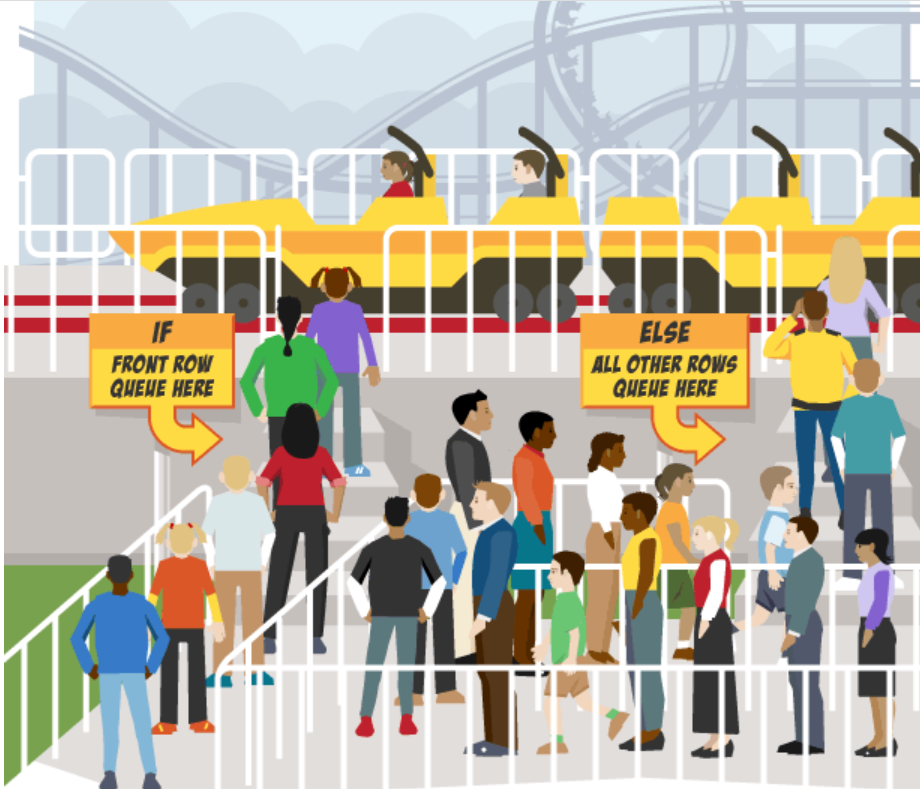 IF
FRONT ROW
QUEUE HERE
ELSE
ALL OTHER ROWS
QUEUE HERE